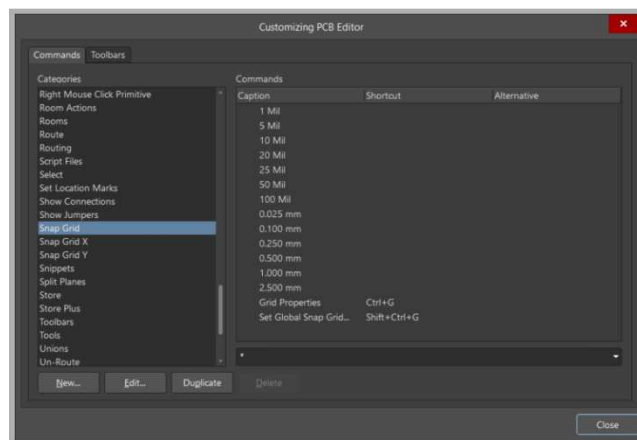 Customizing PCB Editor
Commands Toolbars
Categories
Right Mouse Click Primitive
Room Actions
Rooms
Route
Routing
Script Files
Select
Set Location Marks
Show Connections
Show Jumpers
Snap Grid
Snap Grid X
Snap Grid Y
Snippets
Split Planes
Store
Store Plus
Toolbars
Tools
Unions
Un-Route
Commands
Caption Shortcut Alternative
1 Mil
5 Mil
10 Mil
20 Mil
25 Mil
50 Mil
100 Mil
0.025 mm
0.100 mm
0.250 mm
0.500 mm
1.000 mm
2.500 mm
Grid Properties Ctrl+G
Set Global Snap Grid... Shift+Ctrl+G
*
New... Edit... Duplicate Delete
Close